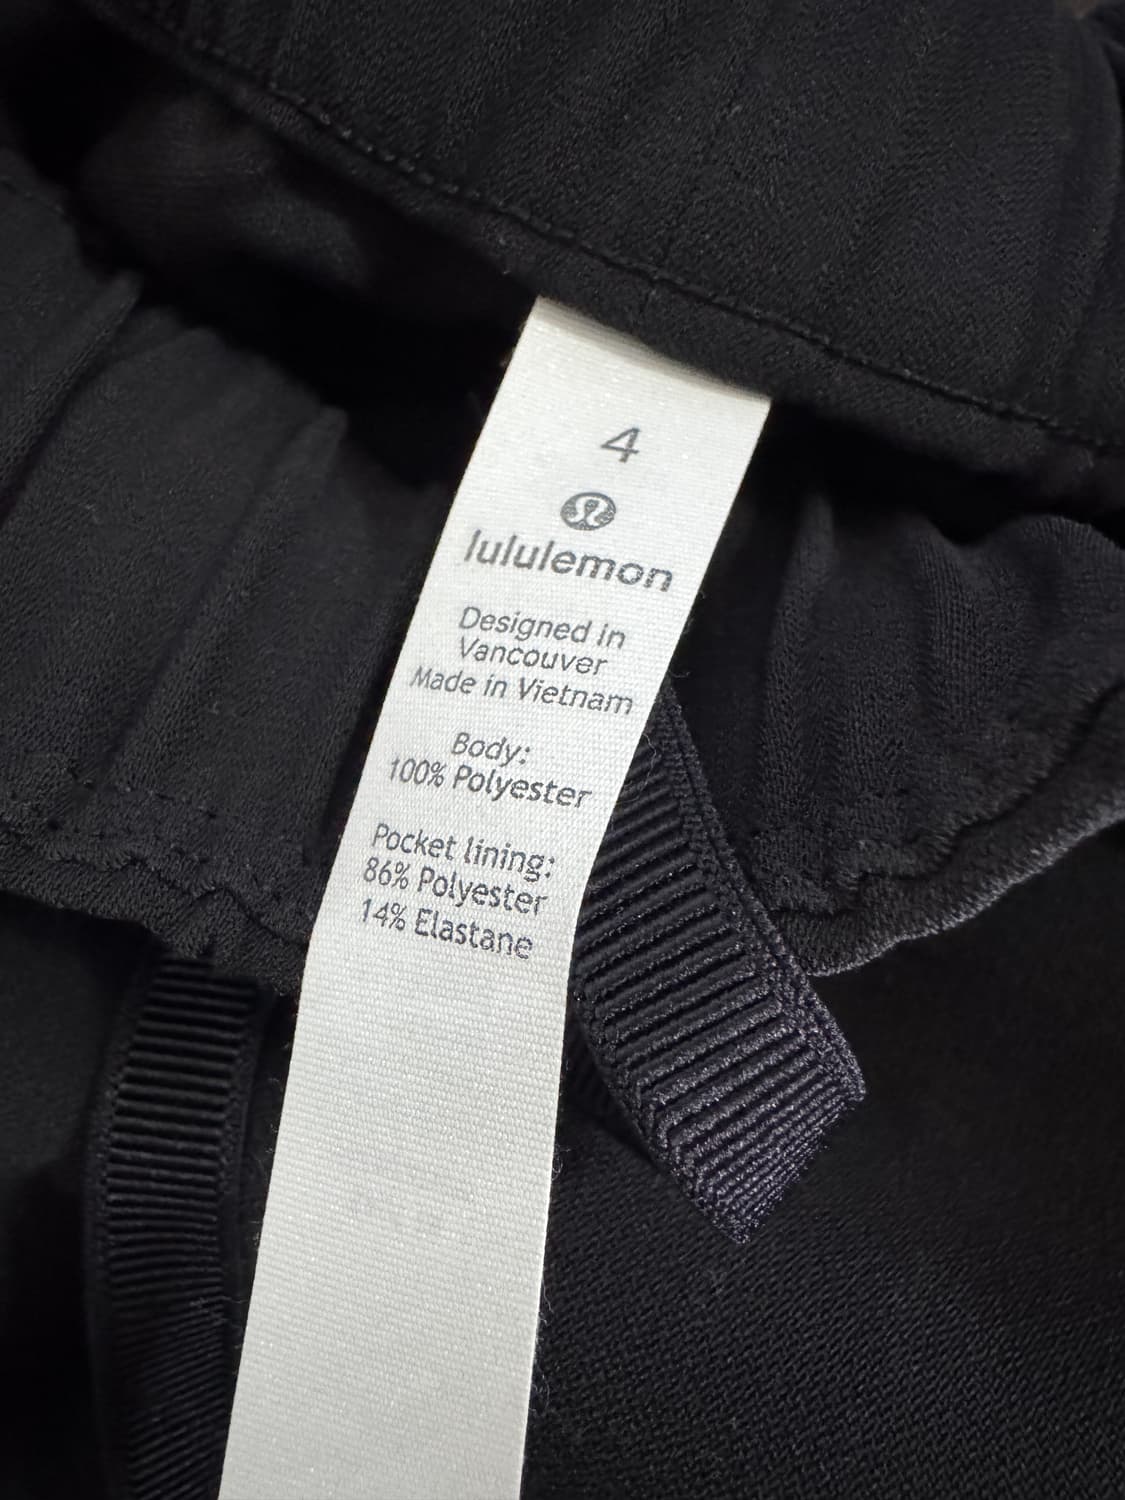 4
lululemon
Designed in
Vancouver
Made in Vietnam
Body:
100% Polyester
Pocket lining:
86% Polyester
14% Elastane